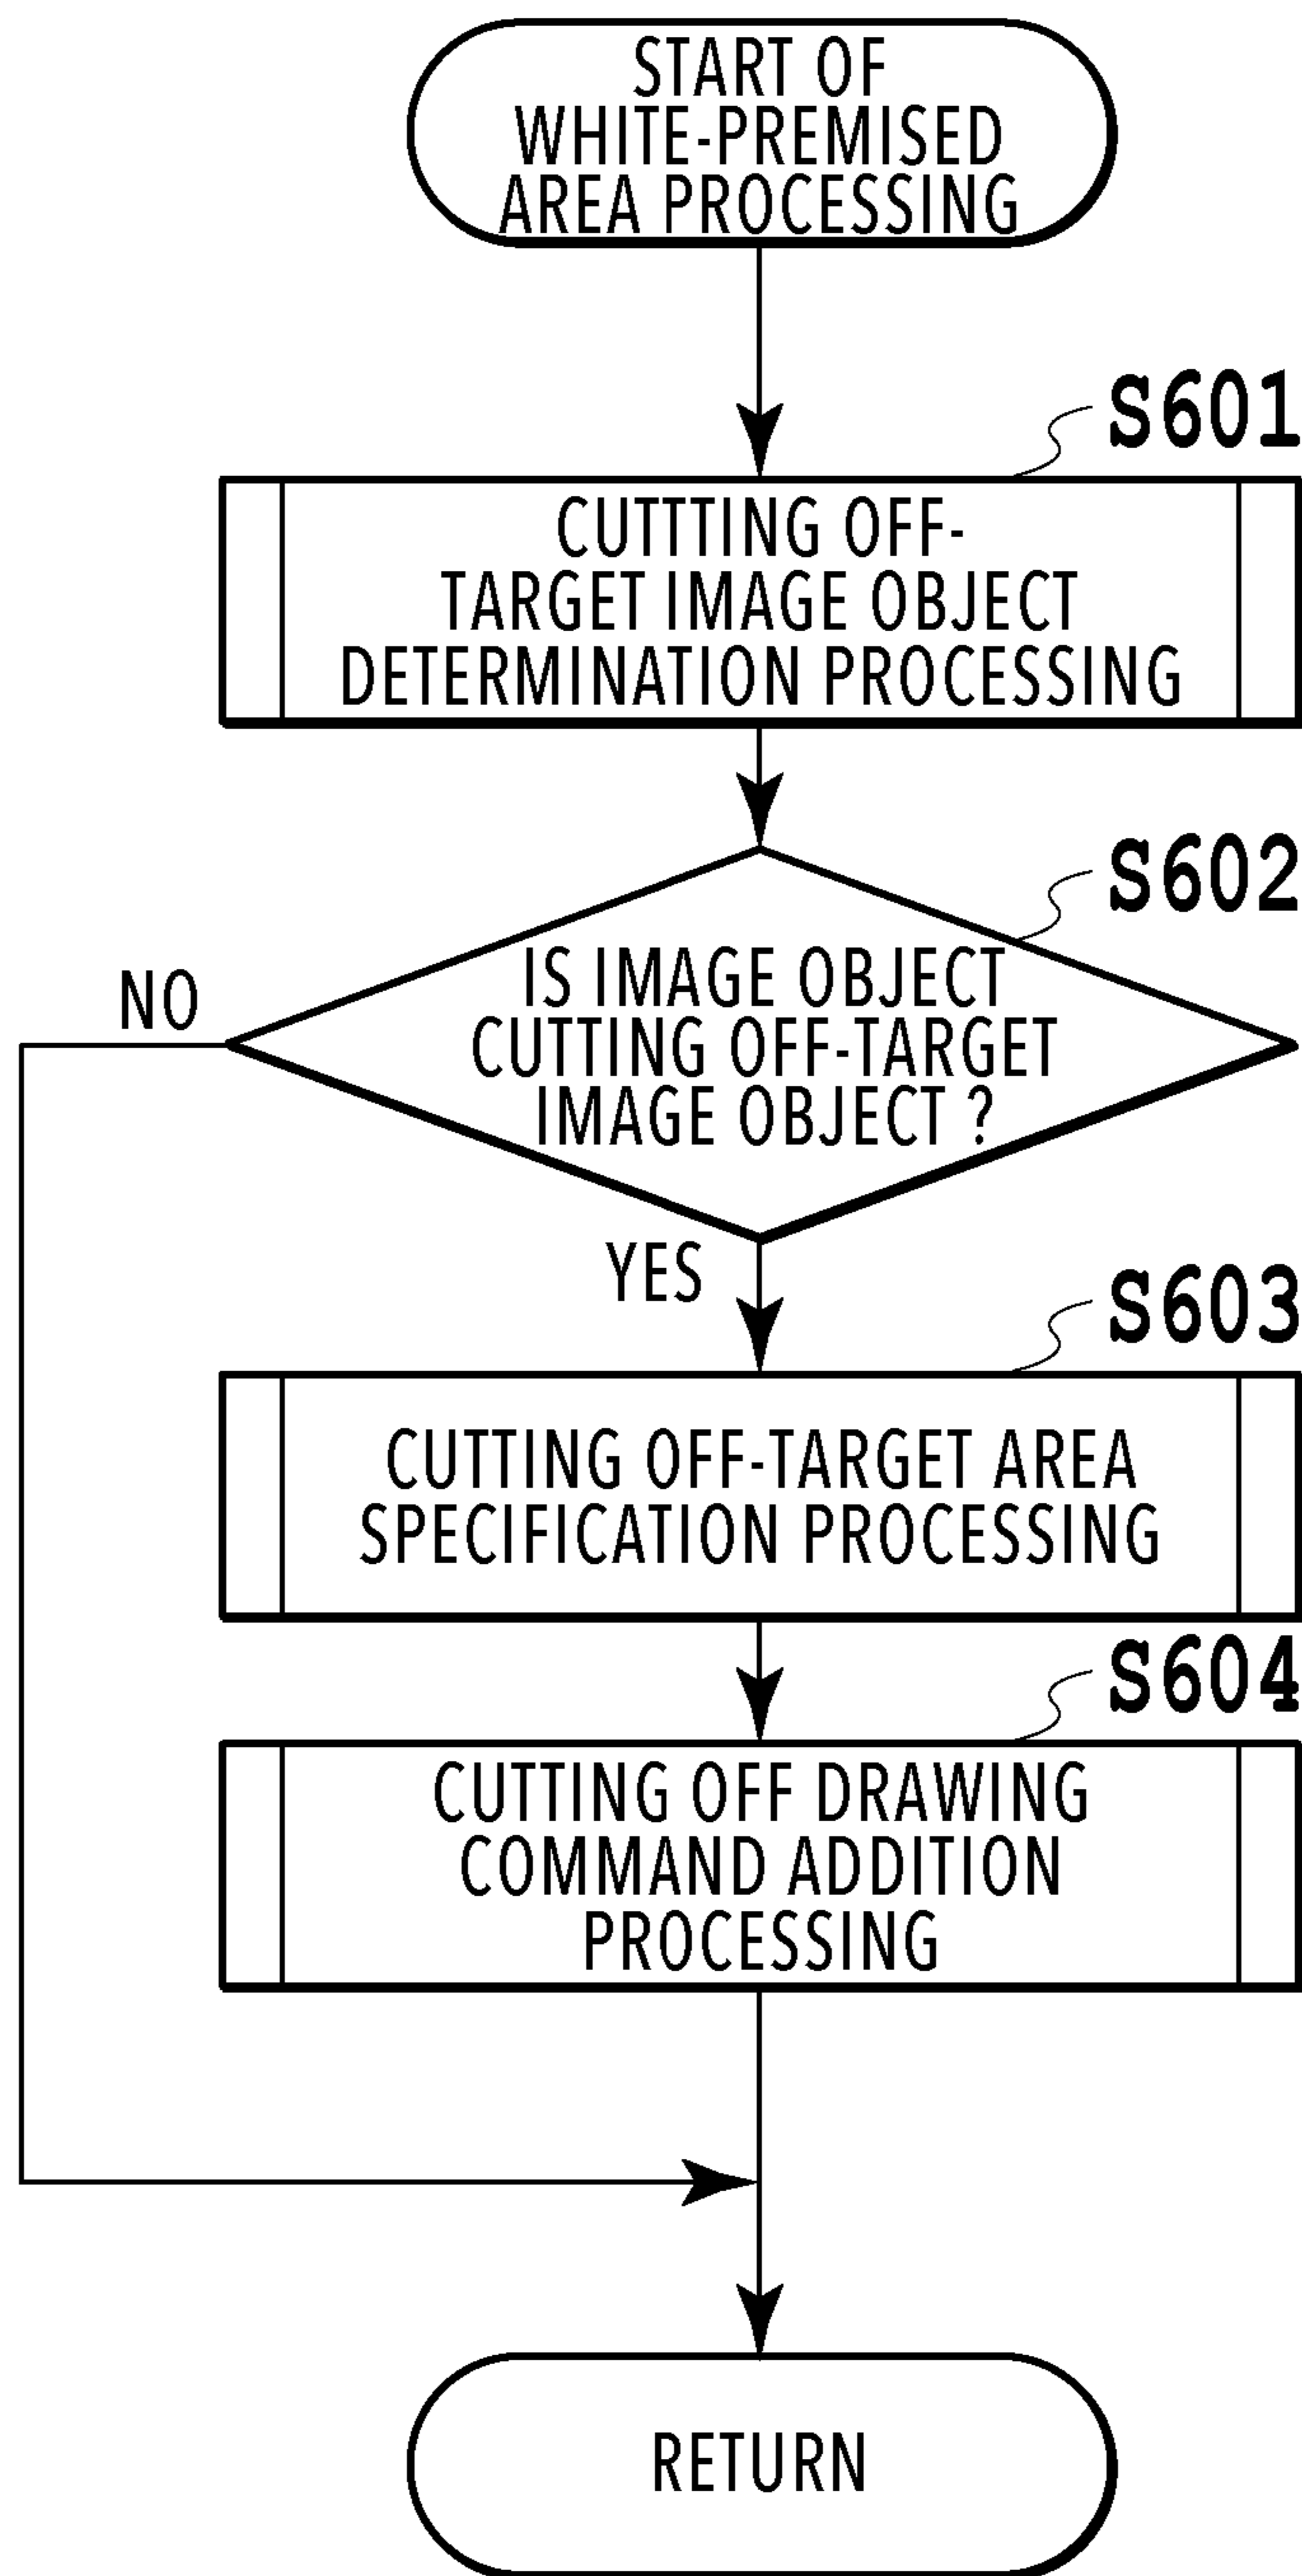 START OF
WHITE-PREMISED
AREA PROCESSING
S601
CUTTTING OFF-
TARGET IMAGE OBJECT
DETERMINATION PROCESSING
S602
NO
IS IMAGE OBJECT
CUTTING OFF-TARGET
IMAGE OBJECT ?
YES
S603
CUTTING OFF-TARGET AREA
SPECIFICATION PROCESSING
S604
CUTTING OFF DRAWING
COMMAND ADDITION
PROCESSING
RETURN